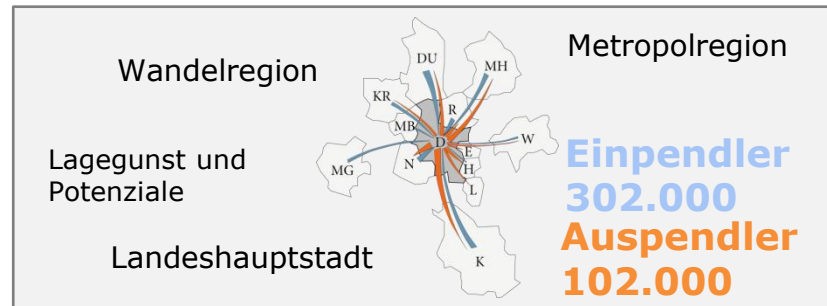 Wandelregion
Metropolregion
Lagegunst und
Potenziale
Landeshauptstadt
DU
MH
KR
R
MB
D
W
E
N
H
MG
L
K
Einpendler
302.000
Auspendler
102.000